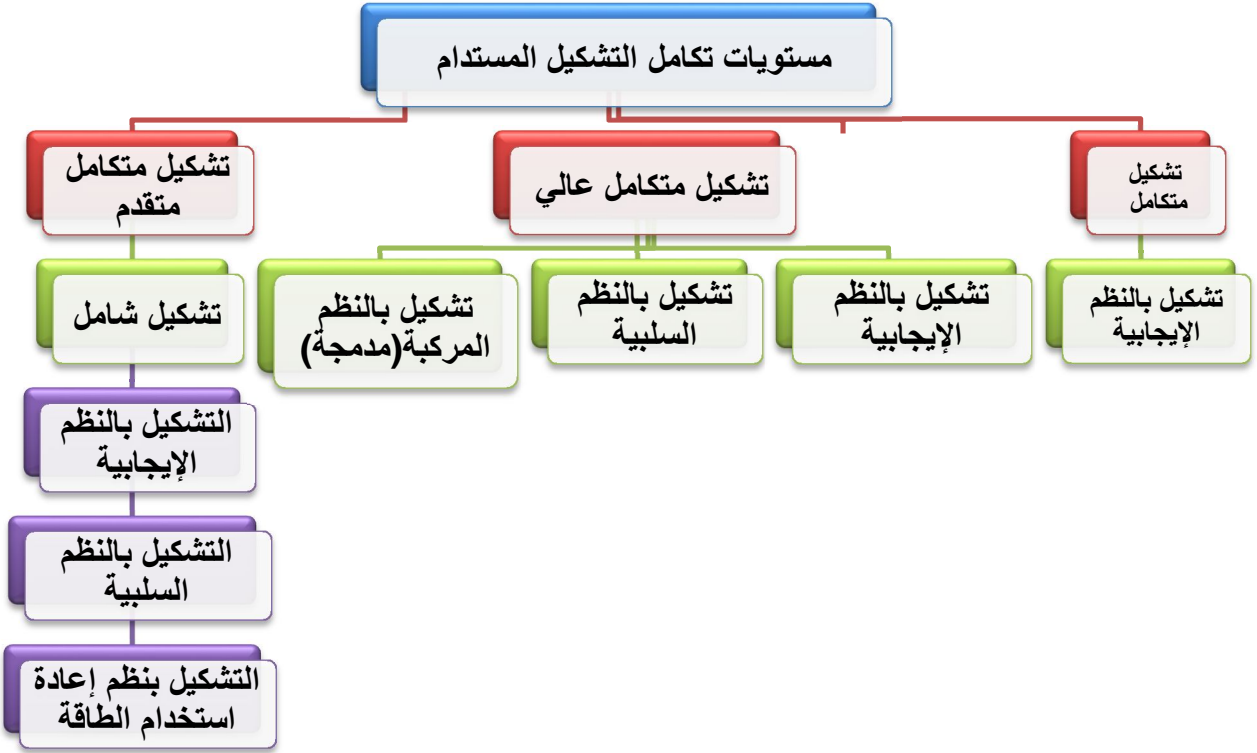 مستويات تكامل التشكيل المستدام
تشكيل
متكامل
تشكيل متكامل عالي
تشكيل متكامل
متقدم
تشكيل بالنظم
الإيجابية
تشكيل بالنظم
الإيجابية
تشكيل بالنظم
السلبية
تشكيل بالنظم
المركبة(مدمجة)
تشكيل شامل
التشكيل بالنظم
الإيجابية
التشكيل بالنظم
السلبية
التشكيل بنظم إعادة
استخدام الطاقة